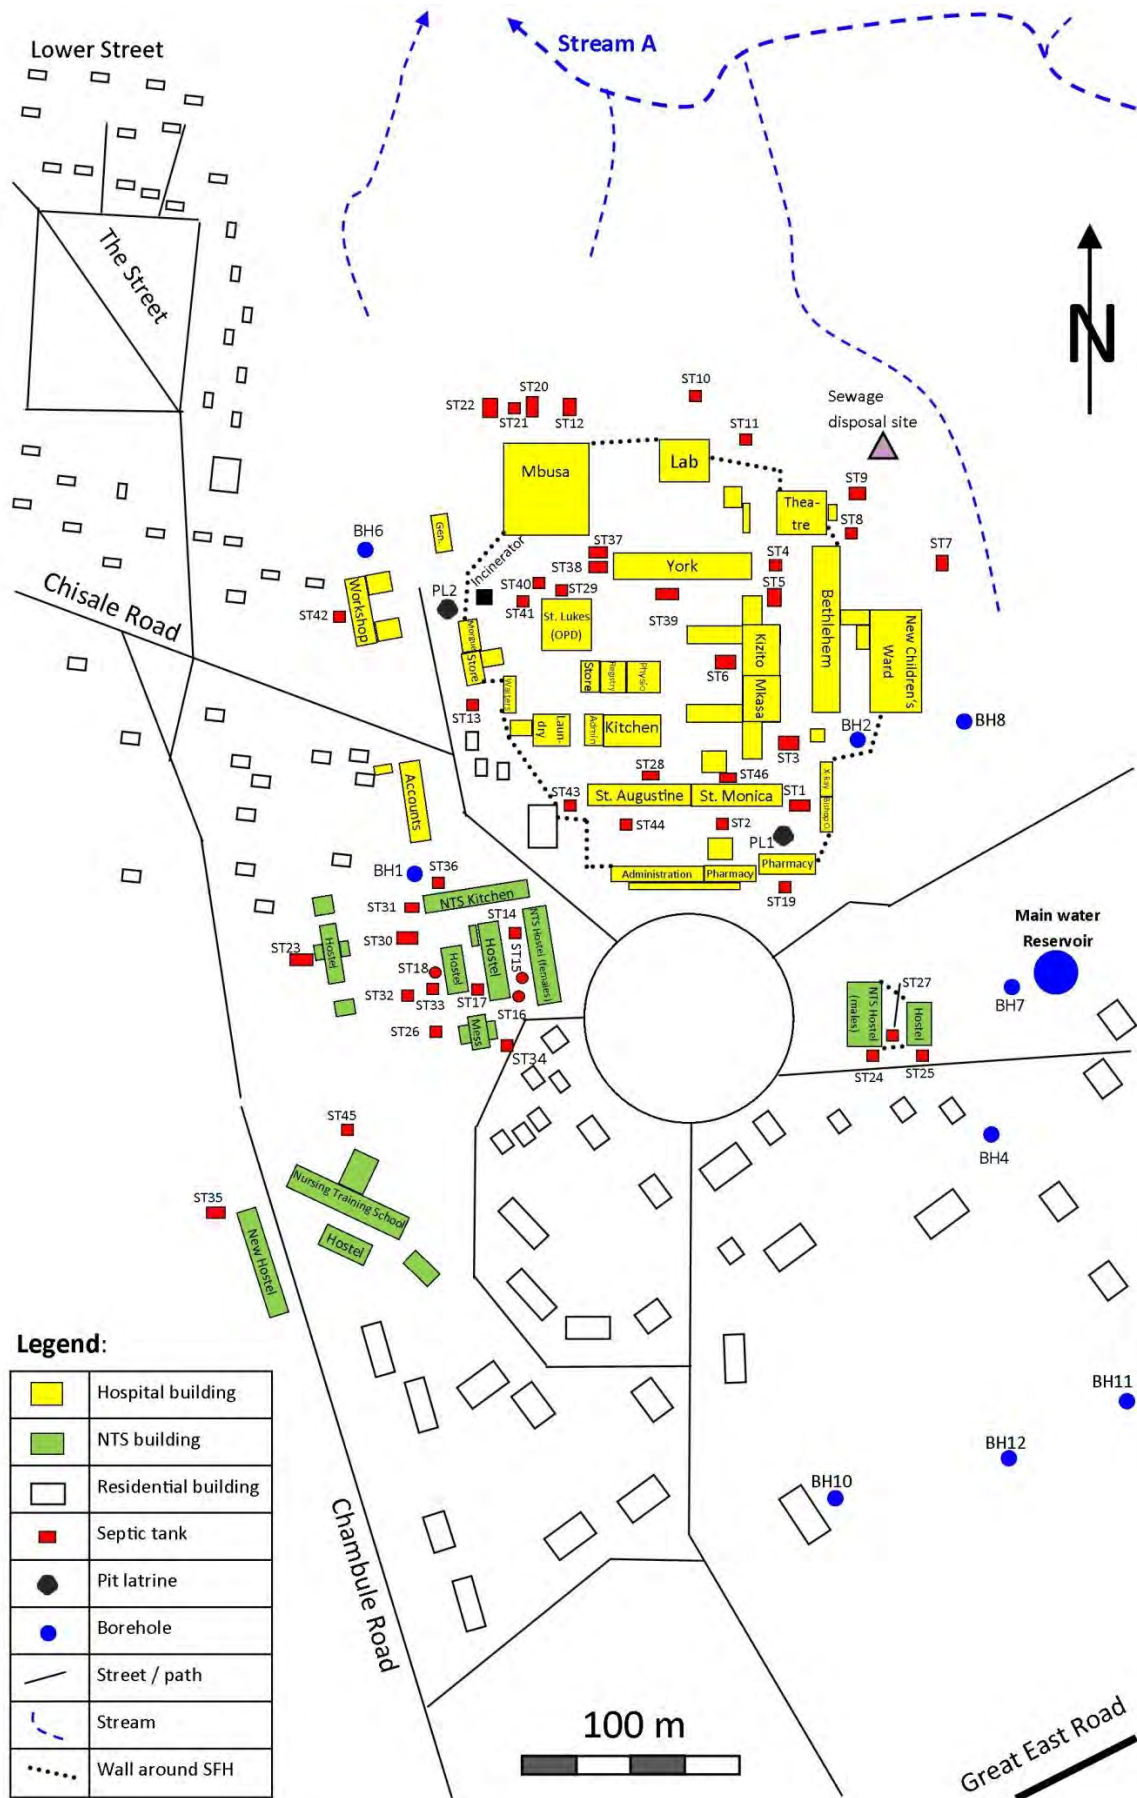 Lower Street
Stream A
The Street
N
ST10
ST20
ST22
ST21
ST12
Sewage
disposal site
ST11
Mbusa
Lab
ST9
Thea-
tre
ST8
Gen.
BH6
ST37
ST7
Incinerator
ST38
York
ST4
PL2
ST40
ST29
ST5
Chisale Road
Workshop
ST41
St. Lukes
(OPD)
ST39
Bethlehem
ST42
Morgue
Kizito
New Children's
Ward
Store
Store
Registry
Physio
ST6
Waiters
Mkasa
ST13
Laun-
dry
Admin
Kitchen
BH2
BH8
ST3
Accounts
ST28
ST46
X Ray
St. Augustine
St. Monica
ST1
ST43
Bishop O
ST44
ST2
PL1
BH1
ST36
Administration
Pharmacy
Pharmacy
ST19
NTS Kitchen
ST31
ST14
Main water
Reservoir
ST30
NTS Hostel (females)
Hostel
Hostel
ST15
ST23
Hostel
ST18
ST27
BH7
NTS Hostel
(males)
Hostel
ST32
ST33
ST17
ST16
ST26
Mess
ST34
ST24
ST25
ST45
BH4
Nursing Training School
ST35
New Hostel
Hostel
Legend:
Hospital building
BH11
NTS building
BH12
Residential building
BH10
Septic tank
Chambule Road
Pit latrine
Borehole
Street / path
Stream
100 m
Great East Road
Wall around SFH